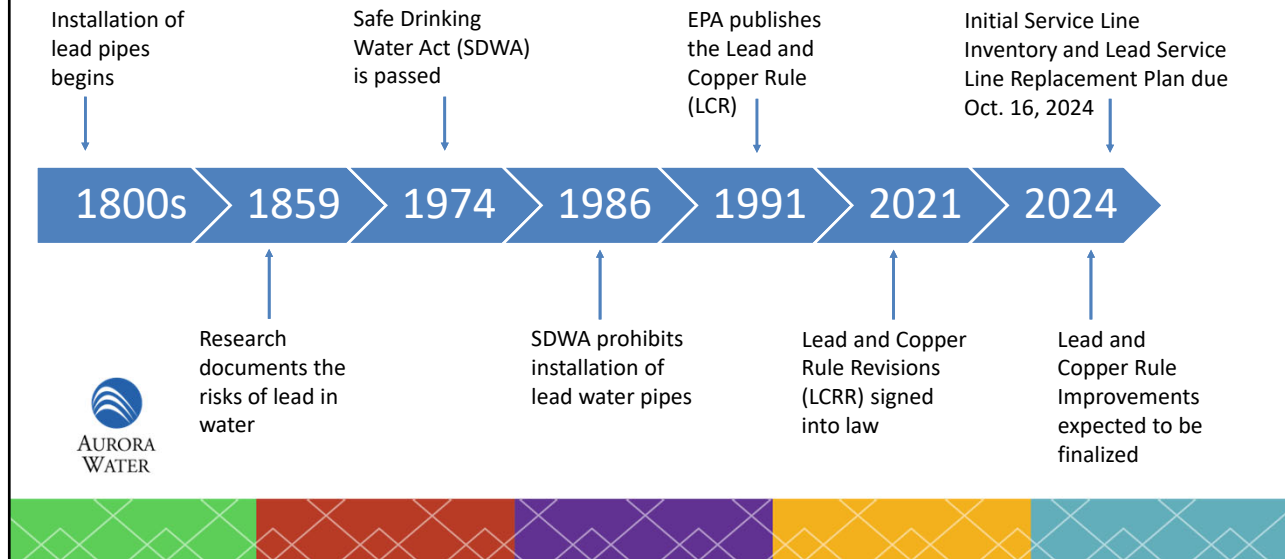 Installation of
lead pipes
begins
Safe Drinking
Water Act (SDWA)
is passed
EPA publishes
the Lead and
Copper Rule
(LCR)
Initial Service Line
Inventory and Lead Service
Line Replacement Plan due
Oct. 16, 2024
1800s
1859
1974
1986
1991
2021
2024
Research
documents the
risks of lead in
water
SDWA prohibits
installation of
lead water pipes
Lead and Copper
Rule Revisions
(LCRR) signed
into law
Lead and
Copper Rule
Improvements
expected to be
finalized
AURORA
WATER